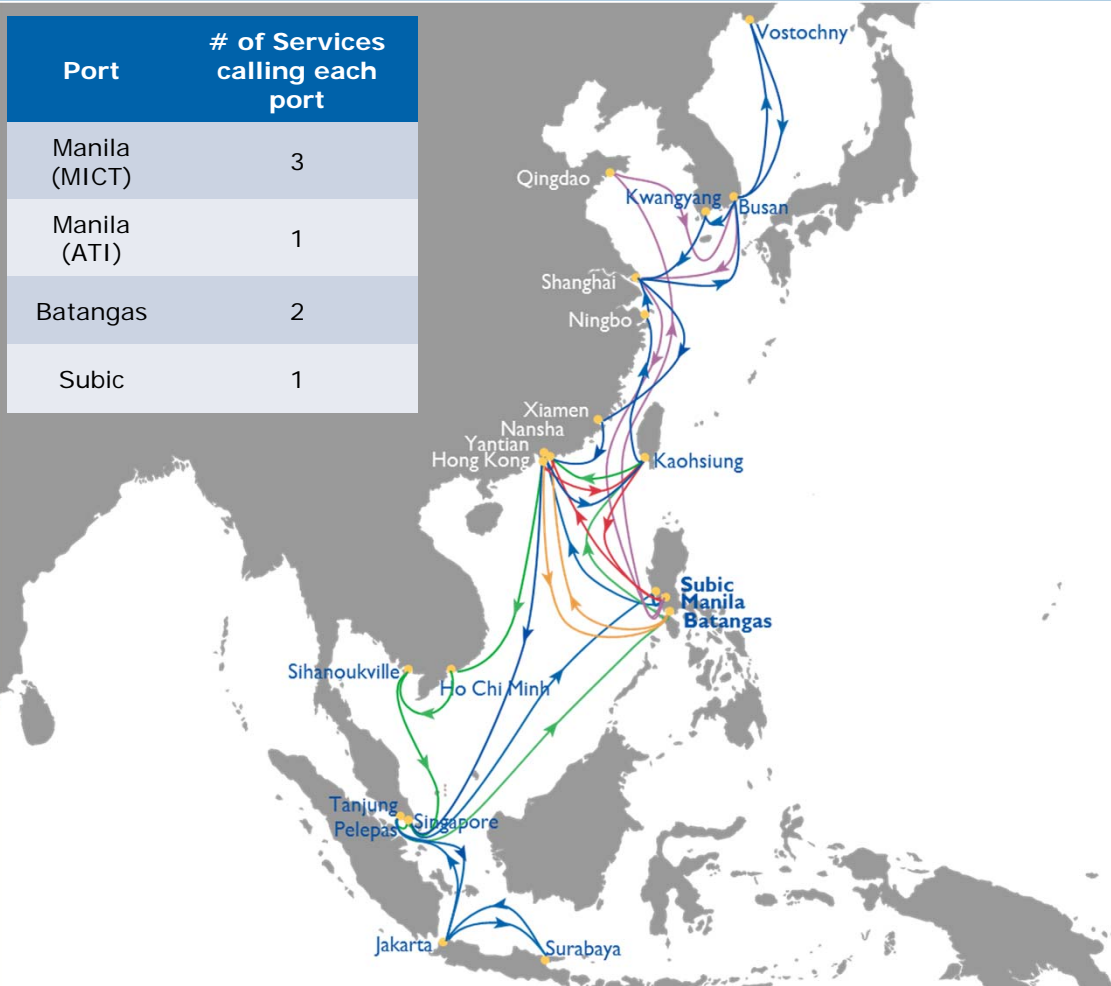 Port
# of Services
calling each
port
Manila
(MICT)
3
Manila
(ATI)
1
Batangas
2
Subic
1
Vostochny
Qingdao
Kwangyang
Busan
Shanghai
Ningbo
Xiamen
Nansha
Yantian
Hong Kong
Kaohsiung
Subic
Manila
Batangas
Sihanoukville
Ho Chi Minh
Tanjung
Pelepas
Singapore
Jakarta
Surabaya